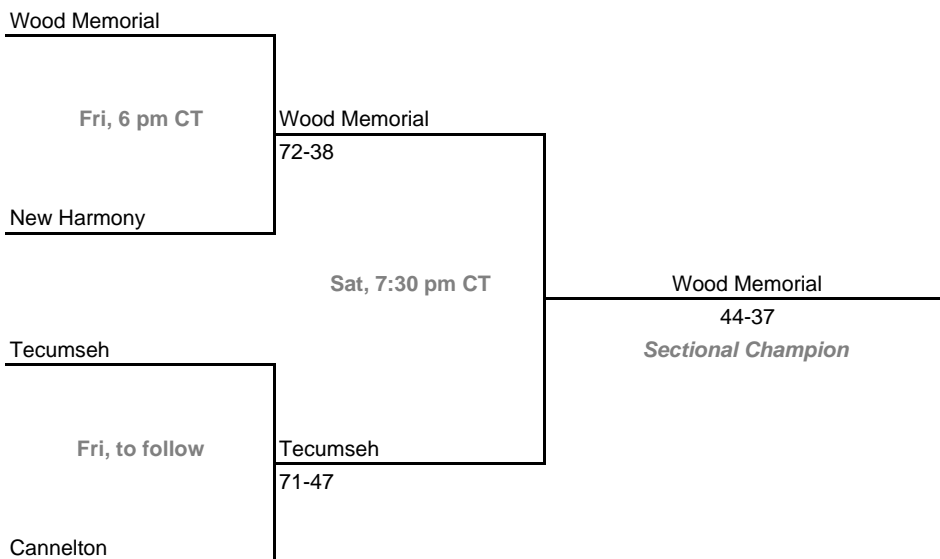 Wood Memorial
Fri, 6 pm CT
Wood Memorial
72-38
New Harmony
Sat, 7:30 pm CT
Wood Memorial
44-37
Tecumseh
Sectional Champion
Fri, to follow
Tecumseh
71-47
Cannelton